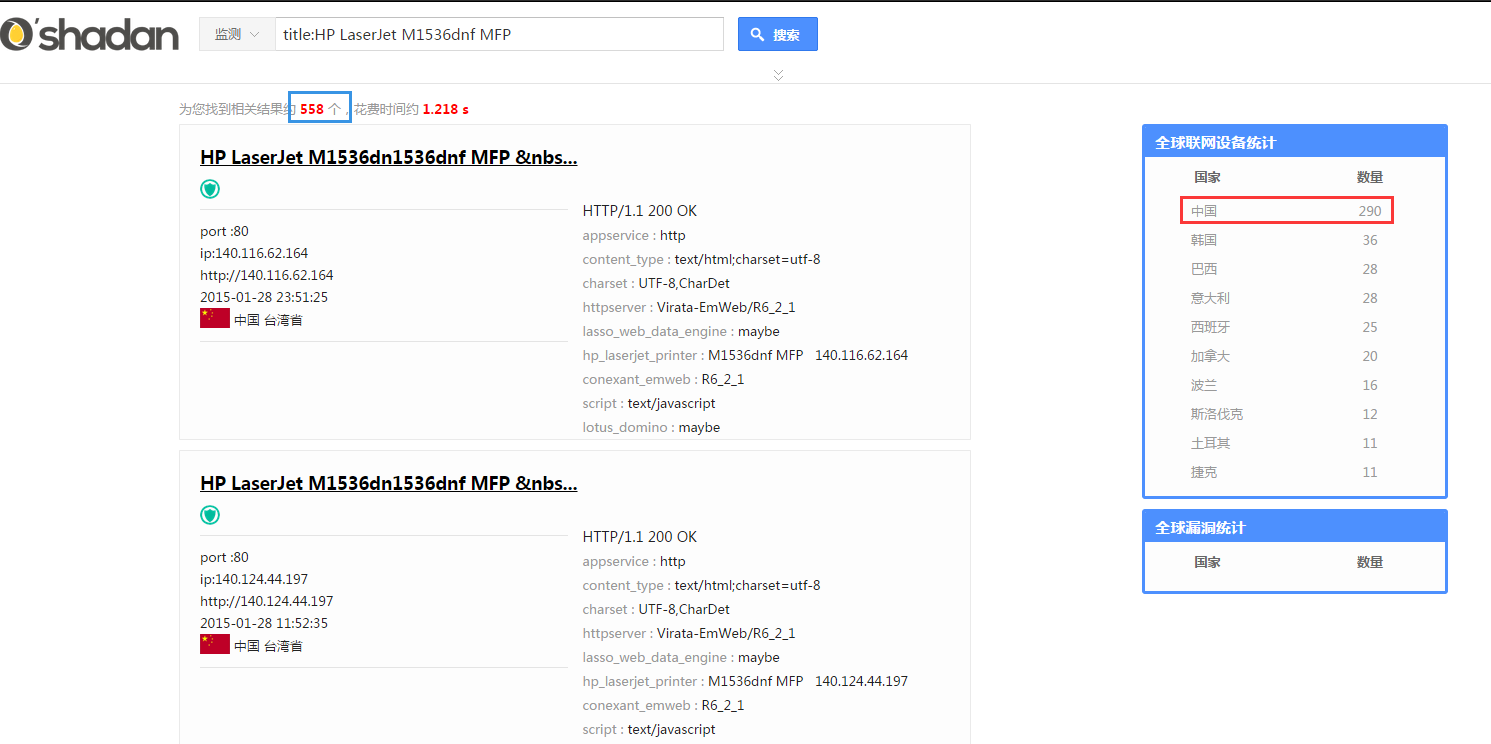 O'shadan
监测
title:HP LaserJet M1536dnf MFP
搜索
为您找到相关结果约 558 个 , 花费时间约 1.218 s
HP LaserJet M1536dn1536dnf MFP &nbs...
port :80
ip:140.116.62.164
http://140.116.62.164
2015-01-28 23:51:25
中国 台湾省
HTTP/1.1 200 OK
appservice : http
content_type : text/html;charset=utf-8
charset : UTF-8,CharDet
httpserver : Virata-EmWeb/R6_2_1
lasso_web_data_engine : maybe
hp_laserjet_printer : M1536dnf MFP   140.116.62.164
conexant_emweb : R6_2_1
script : text/javascript
lotus_domino : maybe
HP LaserJet M1536dn1536dnf MFP &nbs...
port :80
ip:140.124.44.197
http://140.124.44.197
2015-01-28 11:52:35
中国 台湾省
HTTP/1.1 200 OK
appservice : http
content_type : text/html;charset=utf-8
charset : UTF-8,CharDet
httpserver : Virata-EmWeb/R6_2_1
lasso_web_data_engine : maybe
hp_laserjet_printer : M1536dnf MFP   140.124.44.197
conexant_emweb : R6_2_1
script : text/javascript
全球联网设备统计
国家 数量
中国 290
韩国 36
巴西 28
意大利 28
西班牙 25
加拿大 20
波兰 16
斯洛伐克 12
土耳其 11
捷克 11
全球漏洞统计
国家 数量